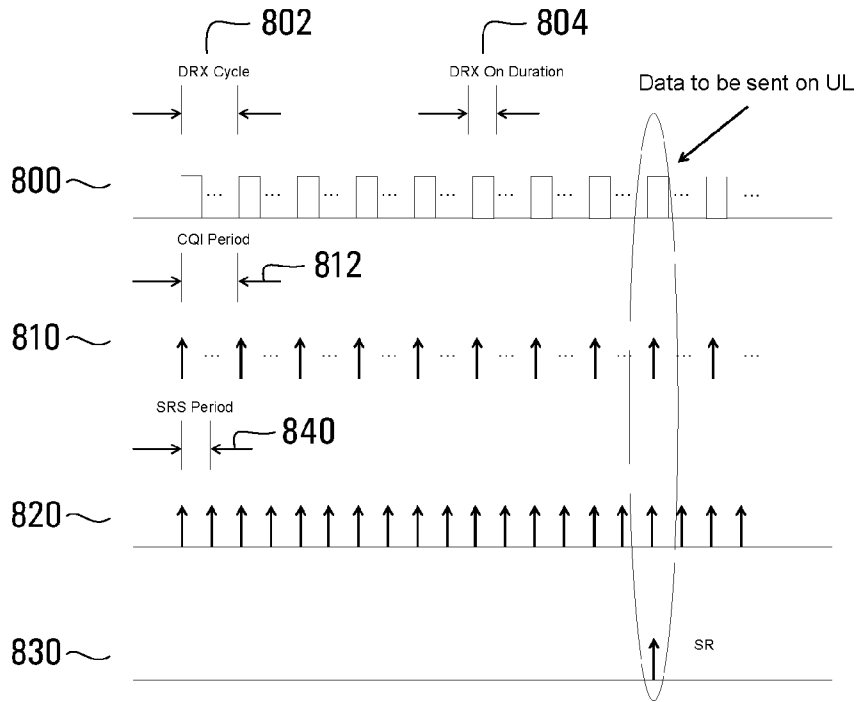 802
804
DRX Cycle
DRX On Duration
Data to be sent on UL
800
... ... ... ... ... ... ... ... ... ...
CQI Period
812
810
... ... ... ... ... ... ... ... ... ...
SRS Period
840
820
830
SR